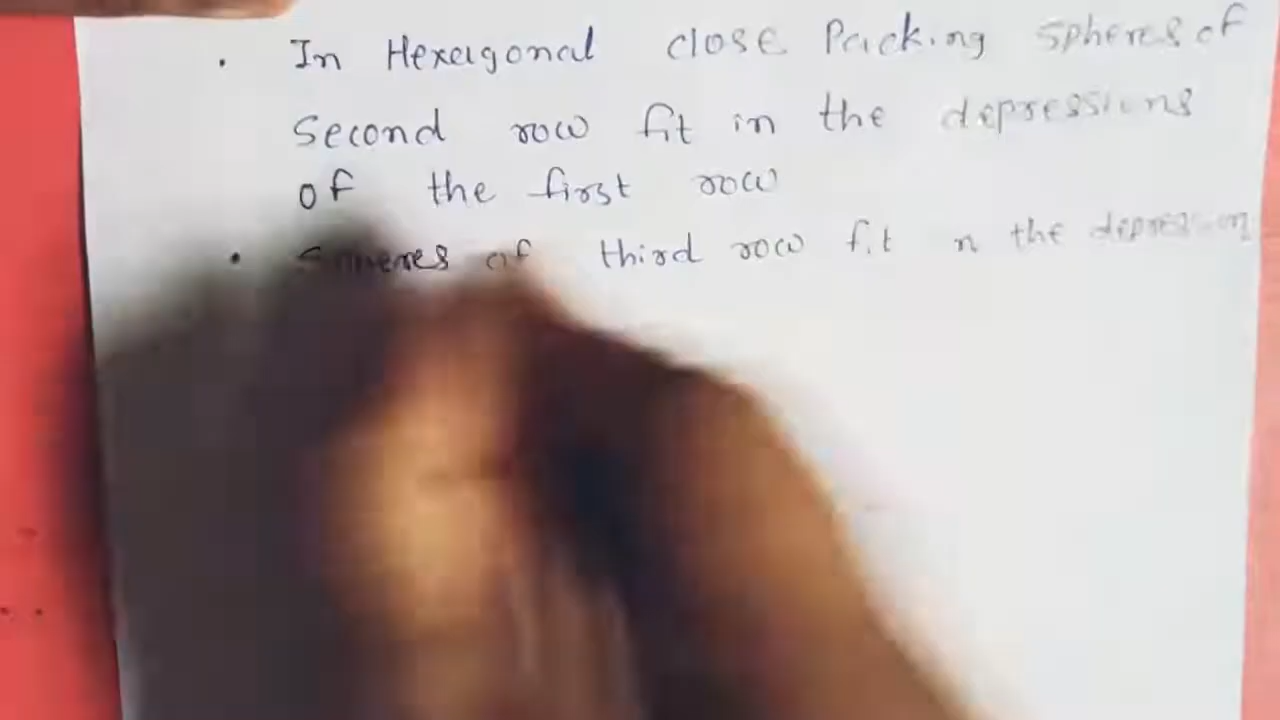 . In Hexagonal close Packing spheres of
Second row fit in the depressions
of the first row
. Spheres of third row fit in the depression